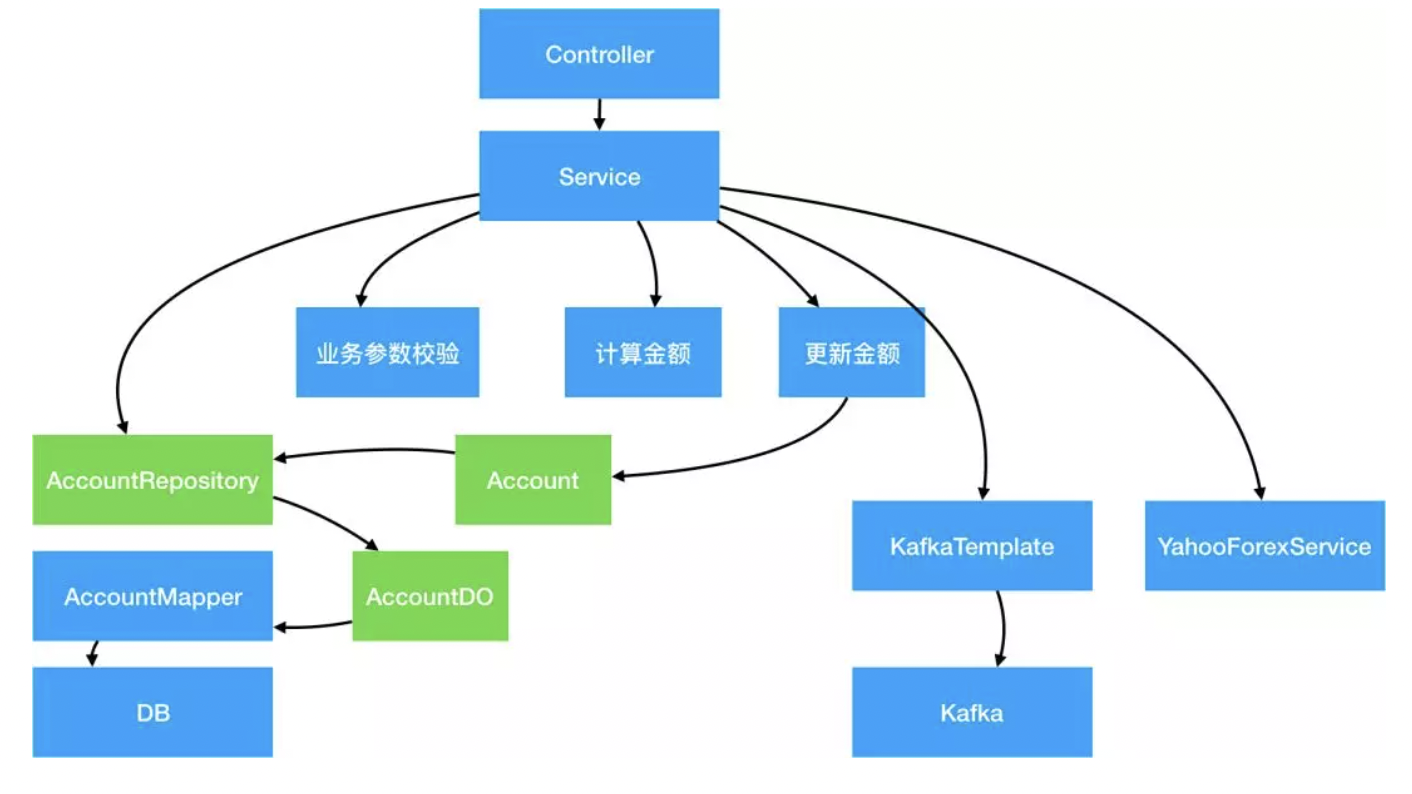 Controller
Service
业务参数校验
计算金额
更新金额
AccountRepository
Account
KafkaTemplate
YahooForexService
AccountMapper
AccountDO
DB
Kafka